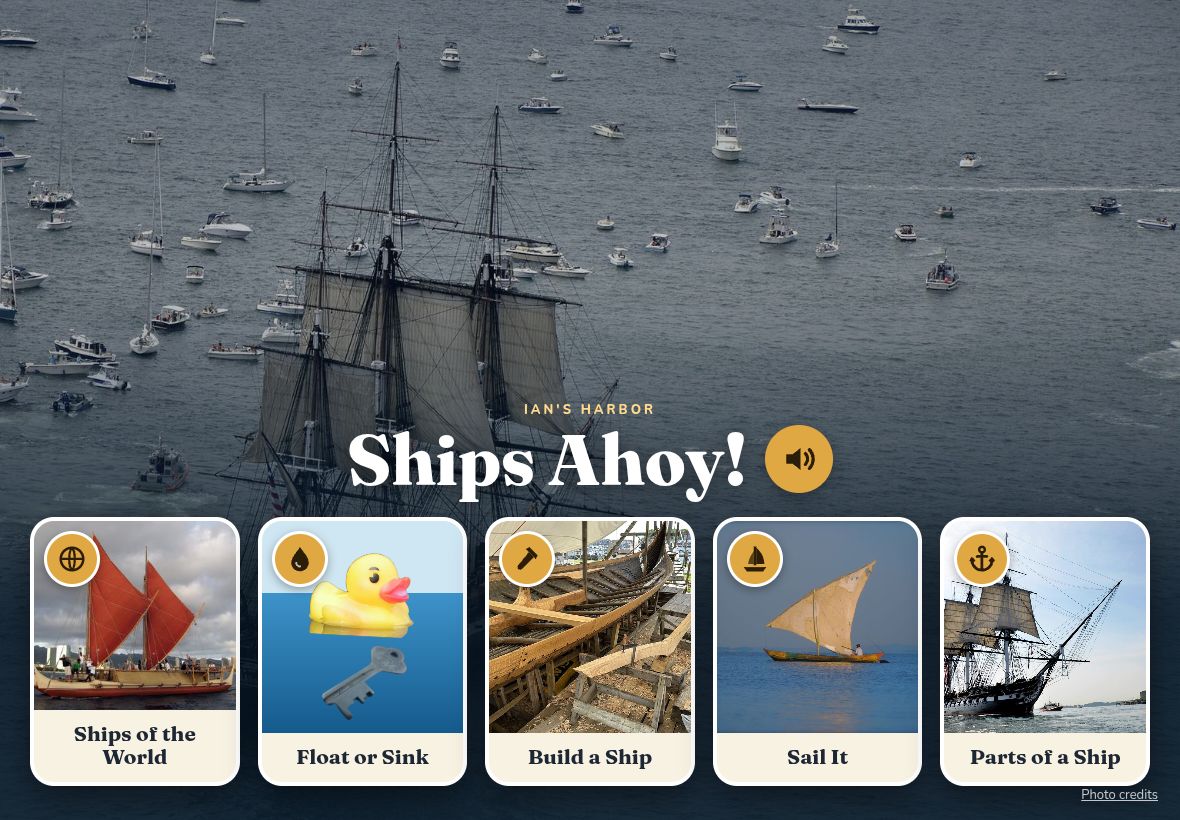 IAN'S HARBOR
Ships Ahoy!
Ships of the
World
Float or Sink
Build a Ship
Sail It
Parts of a Ship
Photo credits